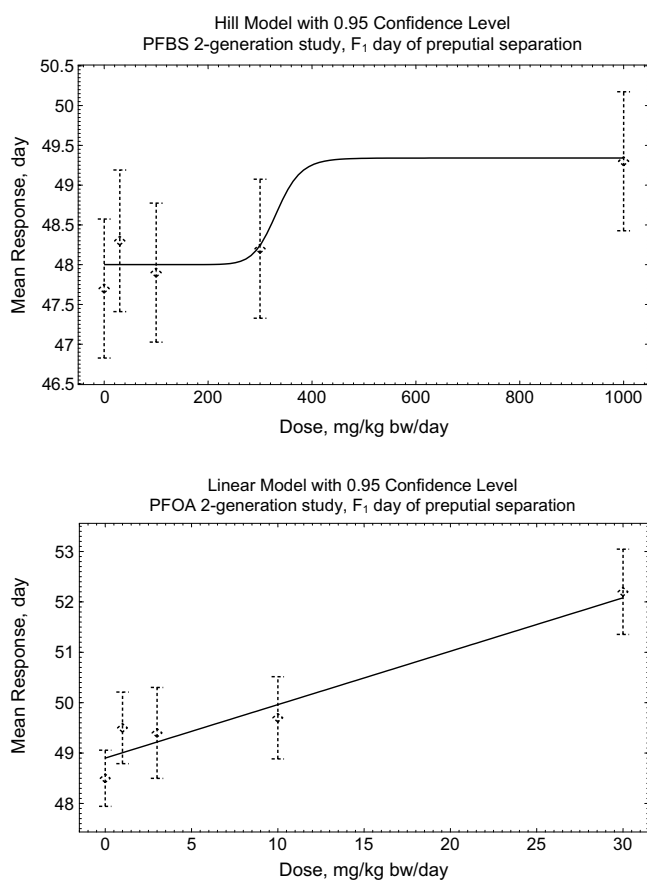 Hill Model with 0.95 Confidence Level
PFBS 2-generation study, F₁ day of preputial separation
50.5
50
49.5
49
48.5
48
47.5
47
46.5
Mean Response, day
0 200 400 600 800 1000
Dose, mg/kg bw/day
Linear Model with 0.95 Confidence Level
PFOA 2-generation study, F₁ day of preputial separation
53
52
51
50
49
48
Mean Response, day
0 5 10 15 20 25 30
Dose, mg/kg bw/day